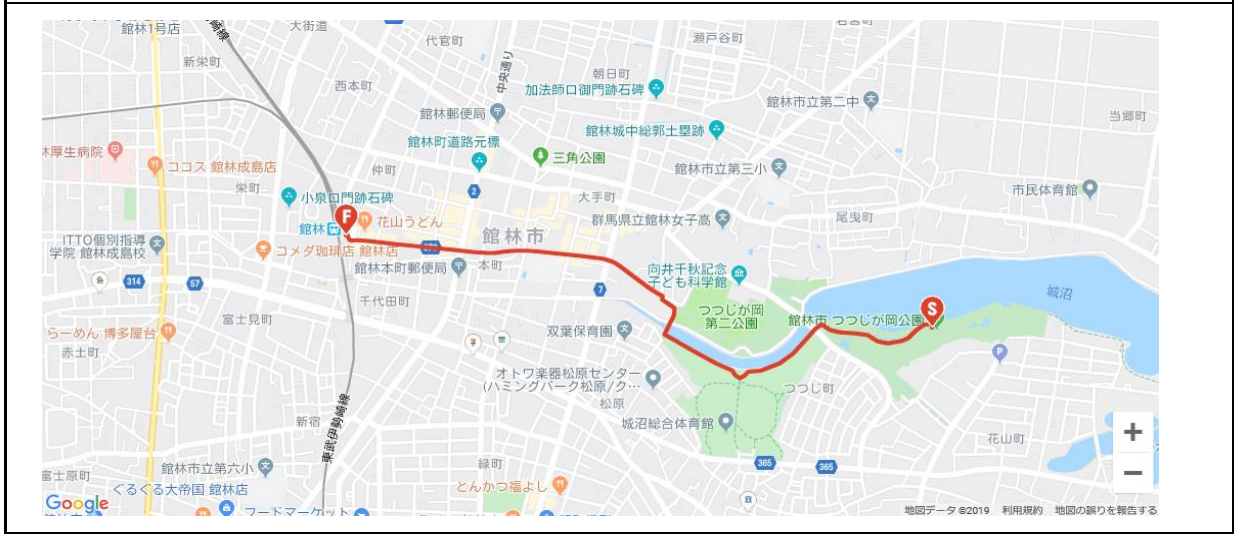 館林1号店
大街道
代官町
中央通り
瀬戸谷町
新栄町
西本町
朝日町
加法師口御門跡石碑
館林市立第二中
当郷町
館林郵便局
館林城中総郭土塁跡
館林町道路元標
三角公園
林厚生病院
ココス 館林成島店
仲町
館林市立第三小
栄町
小泉口門跡石碑
2
大手町
市民体育館
F
館林
花山うどん
館林市
群馬県立館林女子高
尾曳町
ITTO個別指導
学院 館林成島校
コメダ珈琲店 館林店
館林本町郵便局
本町
向井千秋記念
子ども科学館
314
57
7
城沼
千代田町
つつじが岡
第二公園
館林市 つつじが岡公園
S
富士見町
らーめん 博多屋台
赤土町
双葉保育園
P
オトワ楽器松原センター
(ハミングパーク松原/ク…
松原
つつじ町
新宿
東武伊勢崎線
城沼総合体育館
花山町
+
富士原町
館林市立第六小
緑町
365
365
−
ぐるぐる大帝国 館林店
とんかつ福よし
Google
フードマーケット
地図データ ©2019 利用規約 地図の誤りを報告する